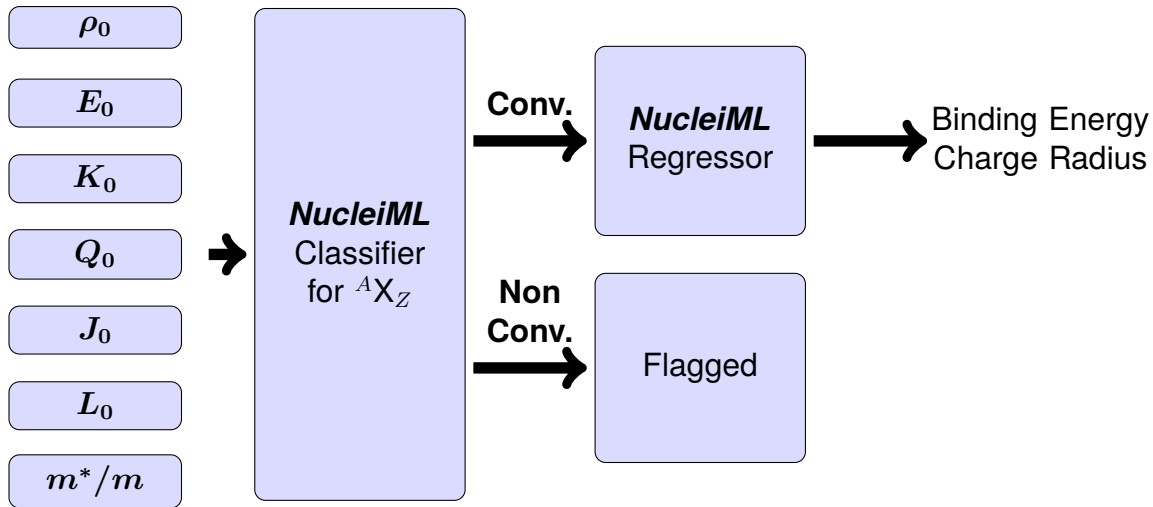 ρ₀
E₀
K₀
Q₀
J₀
L₀
m*/m
NucleiML
Classifier
for ᴬX_Z
Conv.
NucleiML
Regressor
Binding Energy
Charge Radius
Non
Conv.
Flagged